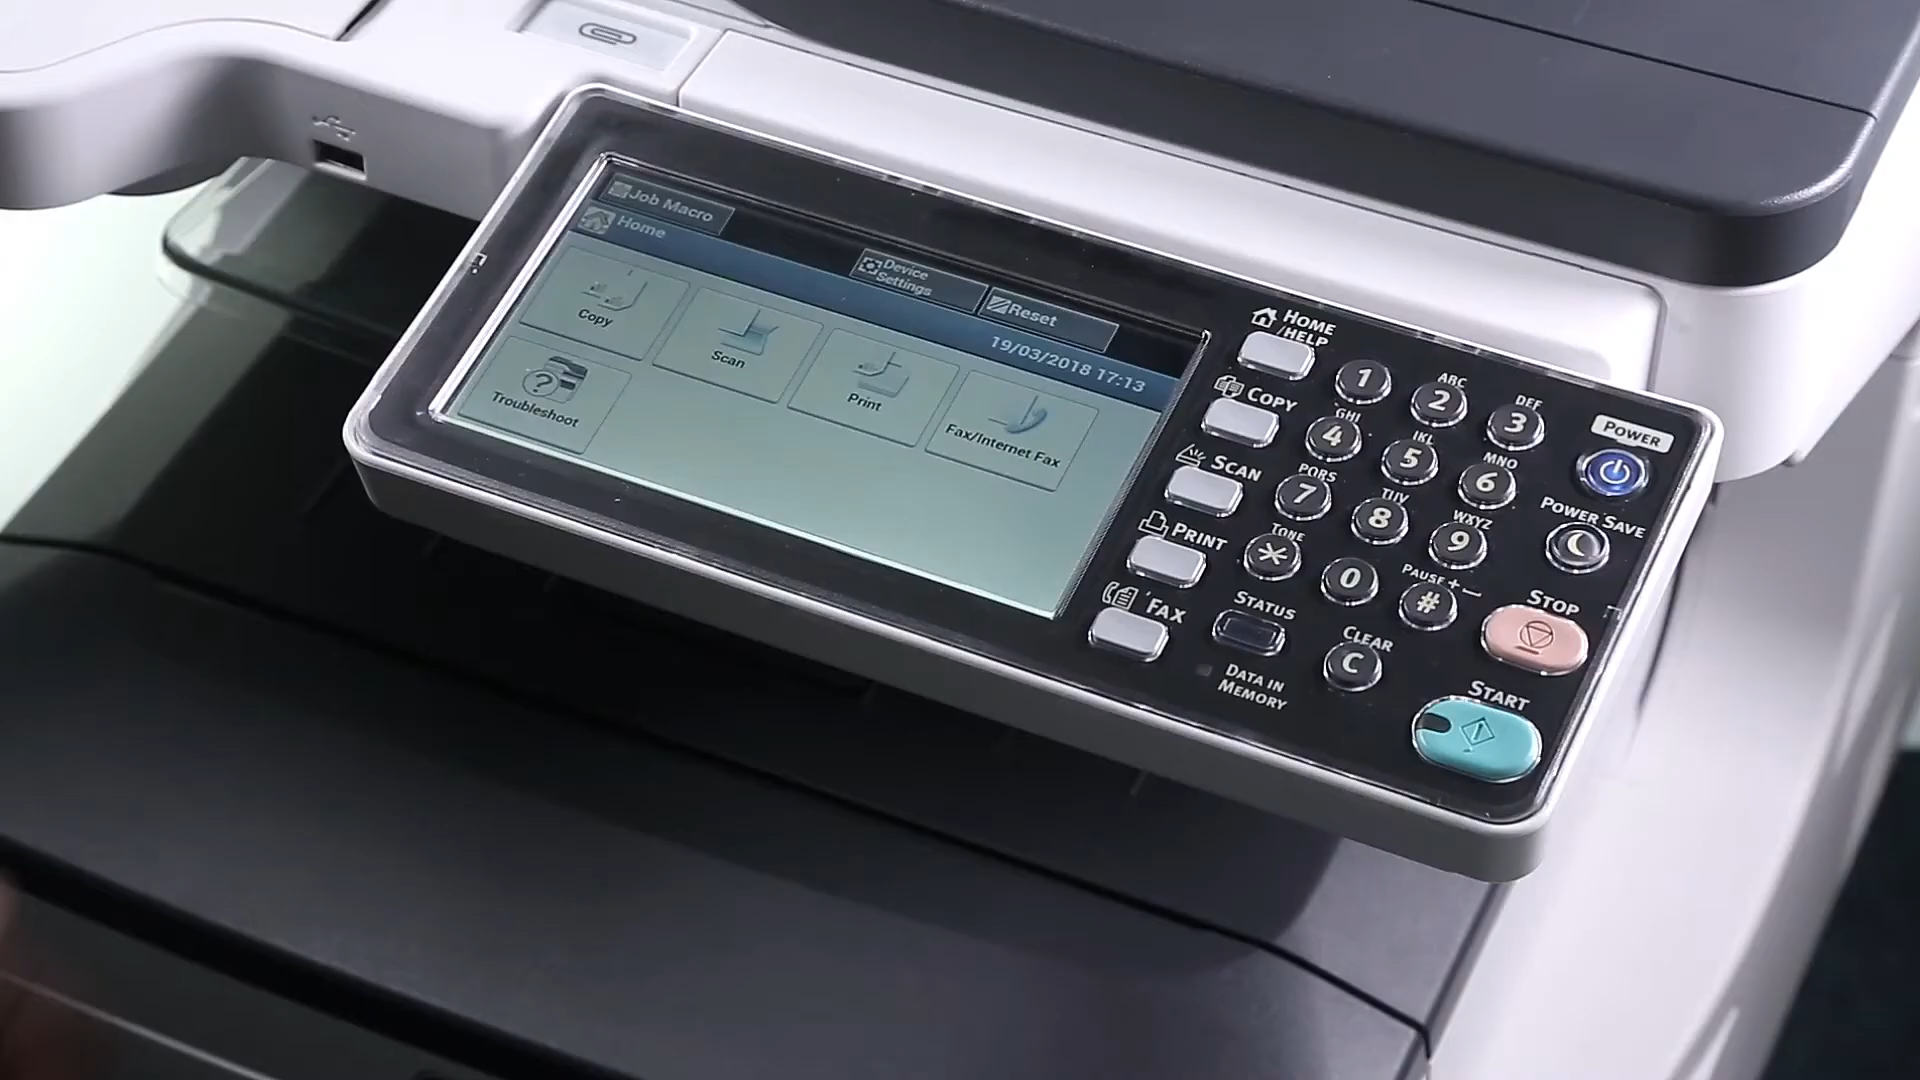 Job Macro
Home
Device
Settings
Reset
19/03/2018 17:13
Copy
Scan
Print
Fax/Internet Fax
Troubleshoot
HOME
/HELP
COPY
SCAN
PRINT
FAX
1
ABC
2
DEF
3
GHI
4
JKL
5
MNO
6
PQRS
7
TUV
8
WXYZ
9
TONE
*
0
PAUSE + -
#
STATUS
CLEAR
C
DATA IN
MEMORY
POWER
POWER SAVE
STOP
START